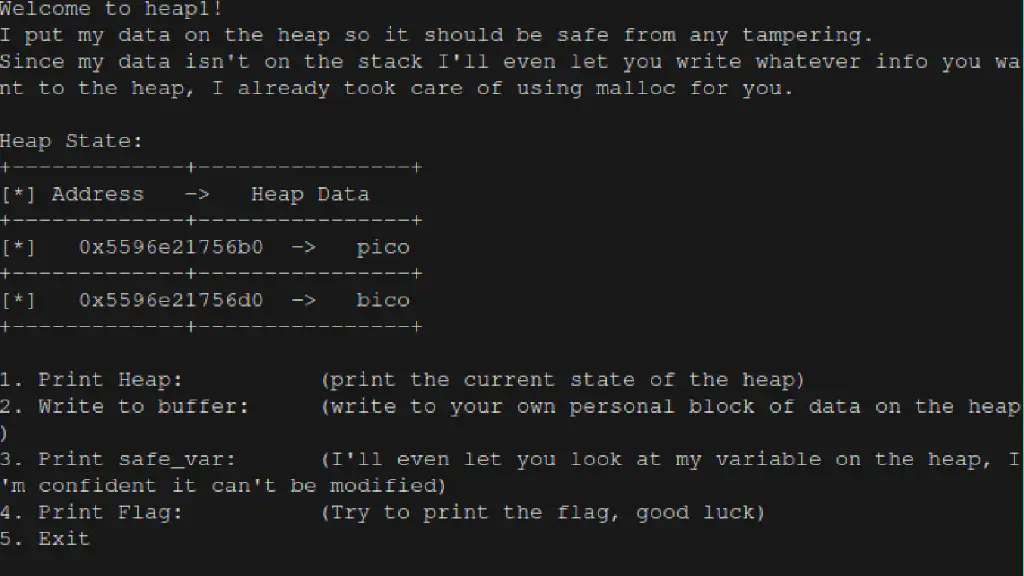 Welcome to heap1!
I put my data on the heap so it should be safe from any tampering.
Since my data isn't on the stack I'll even let you write whatever info you wa
nt to the heap, I already took care of using malloc for you.
Heap State:
+-------------+----------------+
[*] Address   ->   Heap Data
+-------------+----------------+
[*]   0x5596e21756b0  ->   pico
+-------------+----------------+
[*]   0x5596e21756d0  ->   bico
+-------------+----------------+
1. Print Heap:          (print the current state of the heap)
2. Write to buffer:     (write to your own personal block of data on the heap
)
3. Print safe_var:      (I'll even let you look at my variable on the heap, I
'm confident it can't be modified)
4. Print Flag:          (Try to print the flag, good luck)
5. Exit